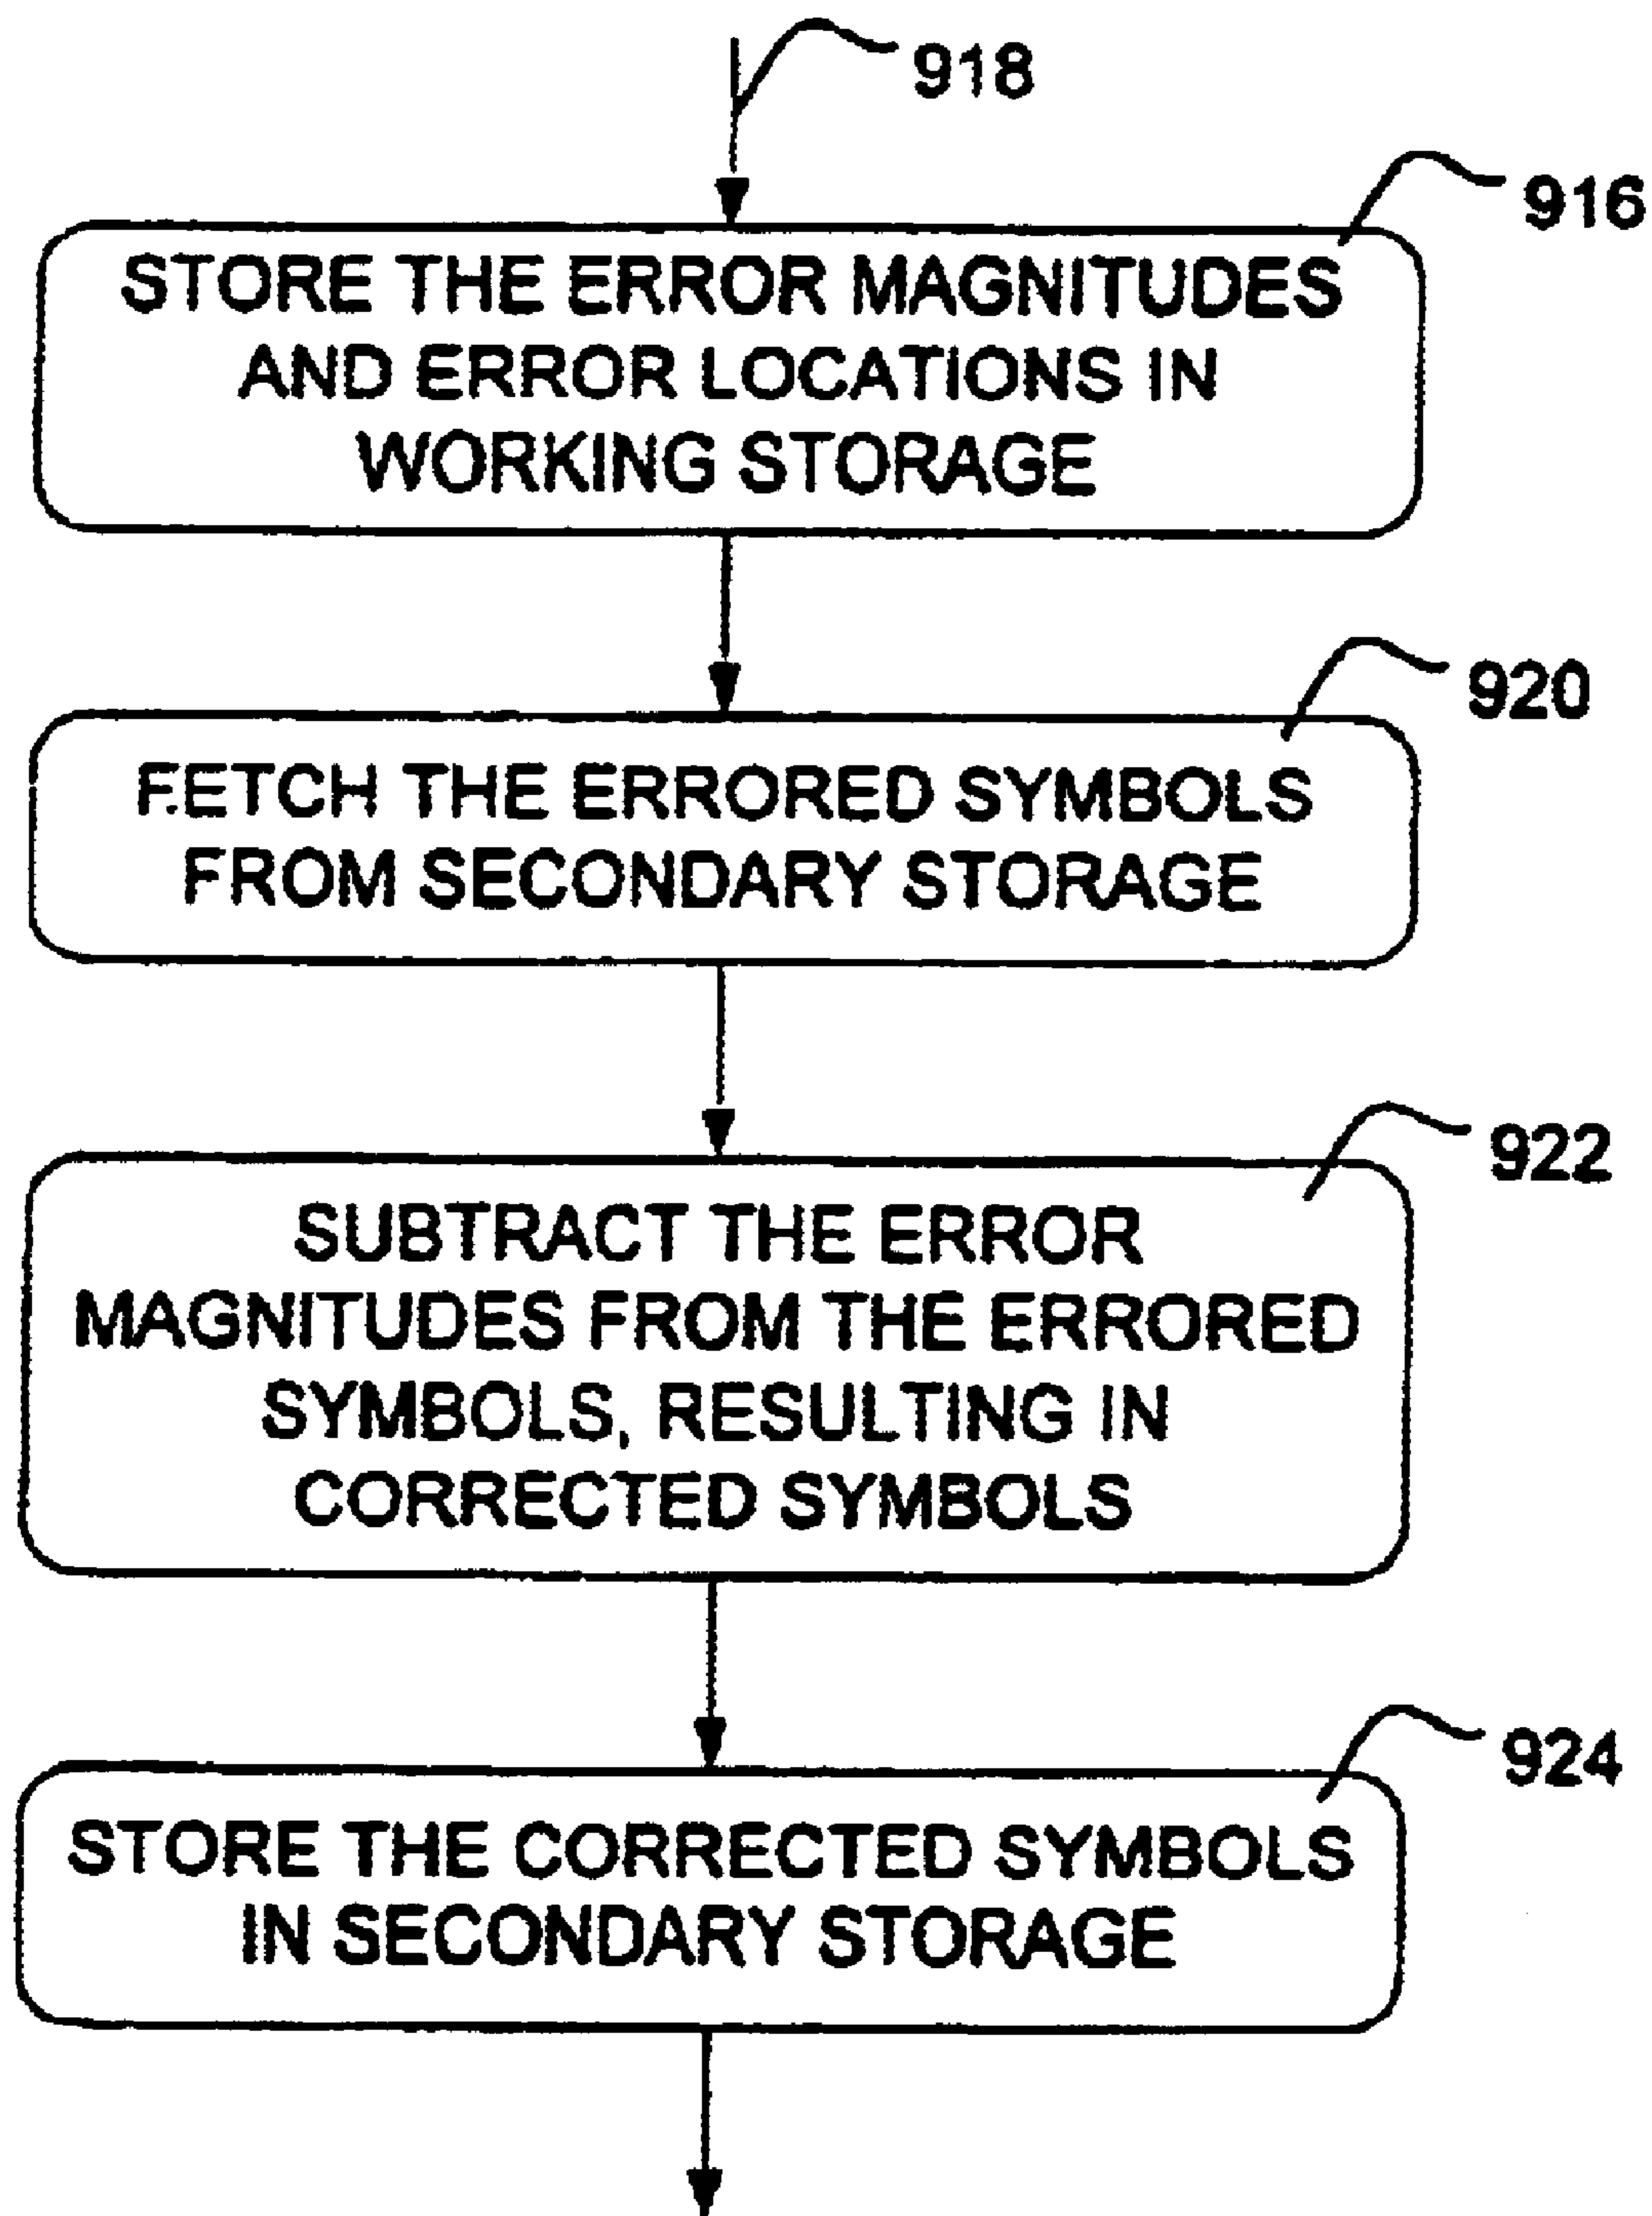 918
916
STORE THE ERROR MAGNITUDES
AND ERROR LOCATIONS IN
WORKING STORAGE
920
FETCH THE ERRORED SYMBOLS
FROM SECONDARY STORAGE
922
SUBTRACT THE ERROR
MAGNITUDES FROM THE ERRORED
SYMBOLS, RESULTING IN
CORRECTED SYMBOLS
924
STORE THE CORRECTED SYMBOLS
IN SECONDARY STORAGE